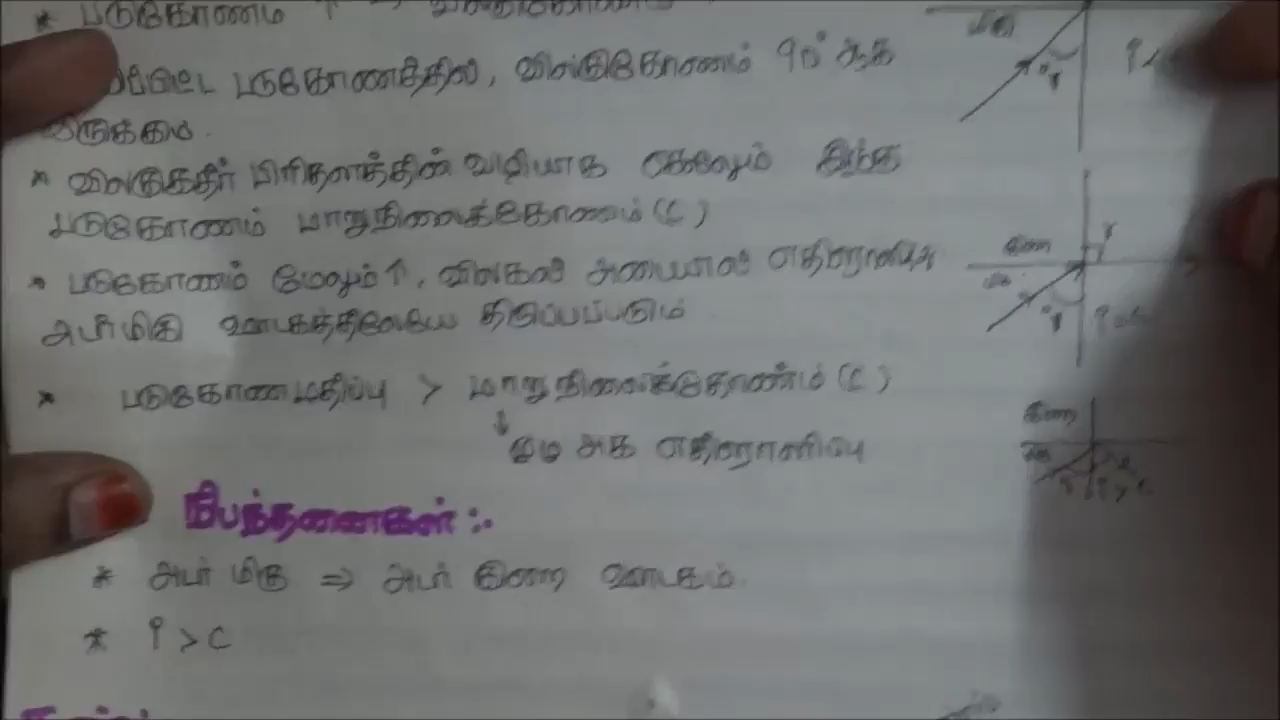 * படுகோணம் ↑ ⇒
படுகோணத்தில், விலகுகோணம் 90° ஆக
இருக்கும்.
* விலகுகதிர் பிரிதளத்தின் வழியாக செல்லும் இந்த
படுகோணம் மாறுநிலைக்கோணம் (c)
* படுகோணம் மேலும் ↑, விலகல் அடையாமல் எதிரொளித்து
அடர்மிகு ஊடகத்திலேயே திருப்பப்படும்
* படுகோணமதிப்பு > மாறுநிலைக்கோணம் (c)
↓
முழு அக எதிரொளிப்பு
நிபந்தனைகள் :-
* அடர் மிகு ⇒ அடர் குறை ஊடகம்.
* i > c
மிகு
i
குறை
r
மிகு
i
குறை
மிகு
i > c